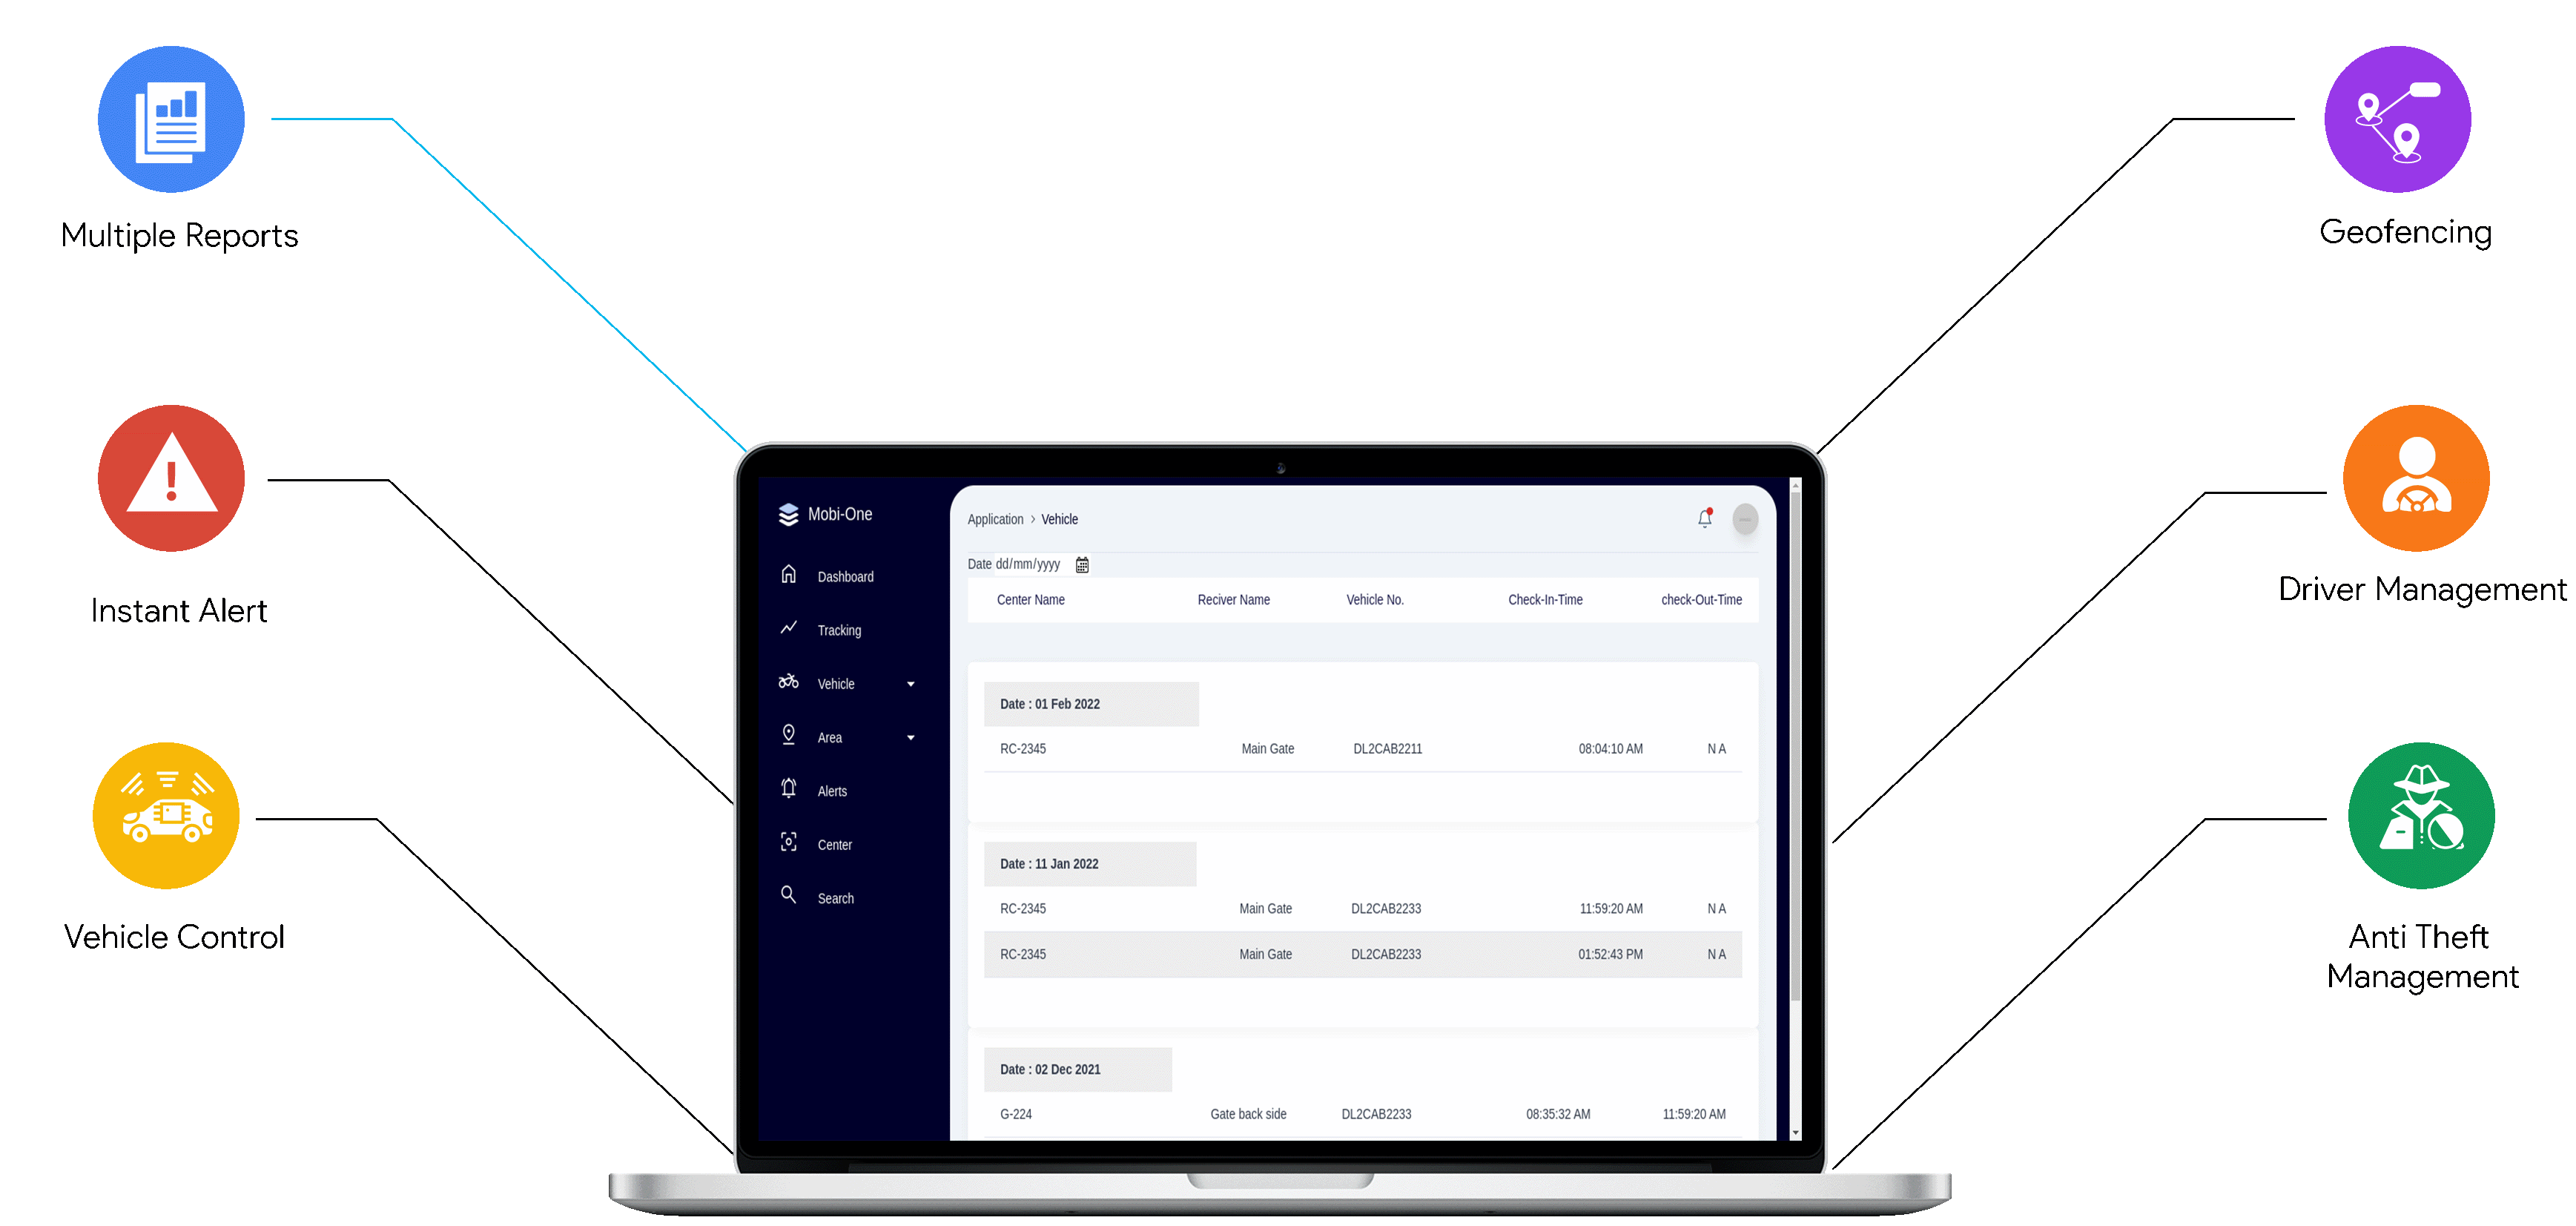 Multiple Reports
Instant Alert
Vehicle Control
Geofencing
Driver Management
Anti Theft
Management
Mobi-One
Dashboard
Tracking
Vehicle
Area
Alerts
Center
Search
Application > Vehicle
Date dd/mm/yyyy
Center Name Reciver Name Vehicle No. Check-In-Time check-Out-Time
Date : 01 Feb 2022
RC-2345 Main Gate DL2CAB2211 08:04:10 AM N A
Date : 11 Jan 2022
RC-2345 Main Gate DL2CAB2233 11:59:20 AM N A
RC-2345 Main Gate DL2CAB2233 01:52:43 PM N A
Date : 02 Dec 2021
G-224 Gate back side DL2CAB2233 08:35:32 AM 11:59:20 AM